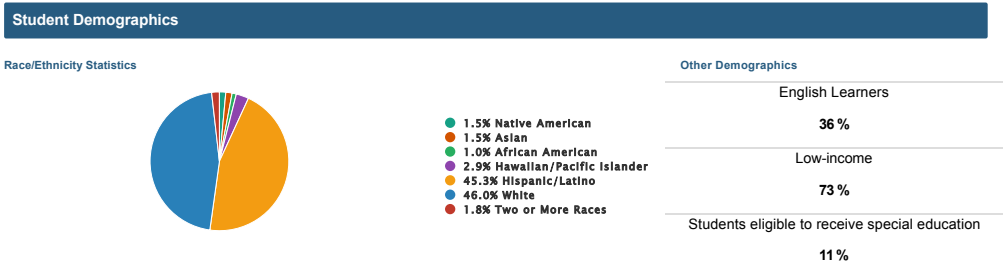 Student Demographics
Race/Ethnicity Statistics
1.5% Native American
1.5% Asian
1.0% African American
2.9% Hawaiian/Pacific Islander
45.3% Hispanic/Latino
46.0% White
1.8% Two or More Races
Other Demographics
English Learners
36 %
Low-income
73 %
Students eligible to receive special education
11 %